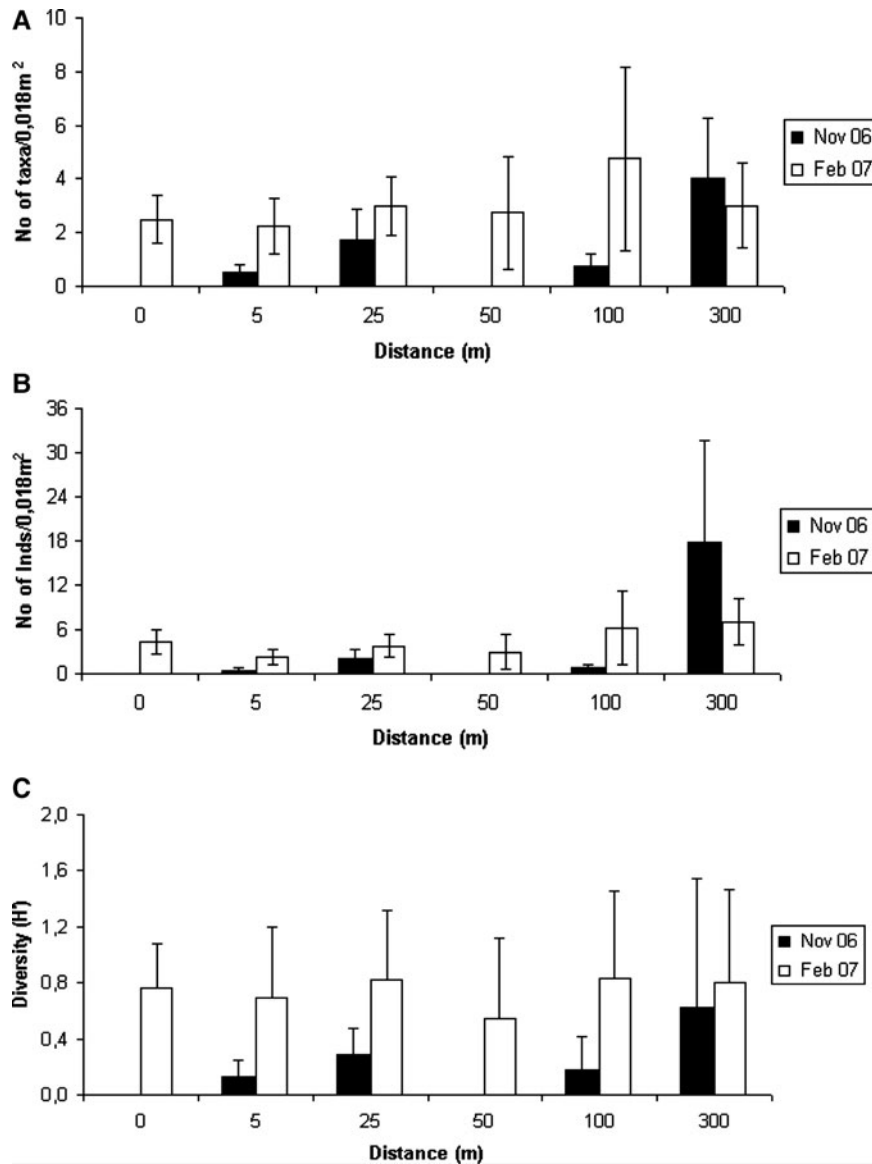 A
No of taxa/0,018m²
10
8
6
4
2
0
Nov 06
Feb 07
0 5 25 50 100 300
Distance (m)
B
No of Inds/0,018m²
36
30
24
18
12
6
0
Nov 06
Feb 07
0 5 25 50 100 300
Distance (m)
C
Diversity (H')
2,0
1,6
1,2
0,8
0,4
0,0
Nov 06
Feb 07
0 5 25 50 100 300
Distance (m)